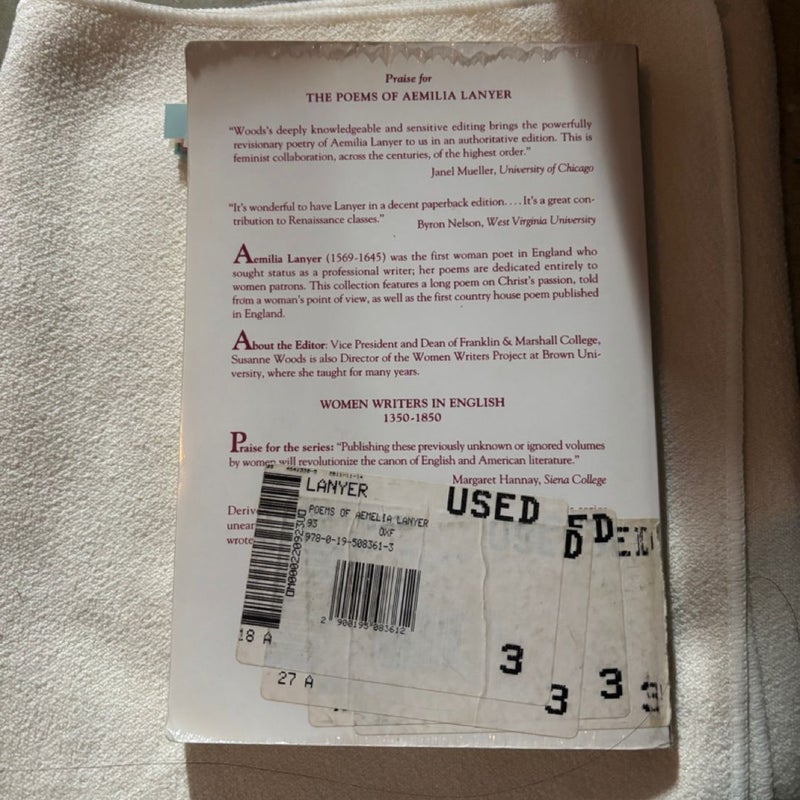 Praise for
THE POEMS OF AEMILIA LANYER
"Woods's deeply knowledgeable and sensitive editing brings the powerfully
revisionary poetry of Aemilia Lanyer to us in an authoritative edition. This is
feminist collaboration, across the centuries, of the highest order."
Janel Mueller, University of Chicago
"It's wonderful to have Lanyer in a decent paperback edition. . . . It's a great con-
tribution to Renaissance classes."
Byron Nelson, West Virginia University
Aemilia Lanyer (1569-1645) was the first woman poet in England who
sought status as a professional writer; her poems are dedicated entirely to
women patrons. This collection features a long poem on Christ's passion, told
from a woman's point of view, as well as the first country house poem published
in England.
About the Editor: Vice President and Dean of Franklin & Marshall College,
Susanne Woods is also Director of the Women Writers Project at Brown Uni-
versity, where she taught for many years.
WOMEN WRITERS IN ENGLISH
1350-1850
Praise for the series: "Publishing these previously unknown or ignored volumes
by women will revolutionize the canon of English and American literature."
Margaret Hannay, Siena College
LANYER
USED
POEMS OF AEMELIA LANYER
93 OXF
978-0-19-508361-3
2 900195 083612
18 A
27 A
3
3
3
3